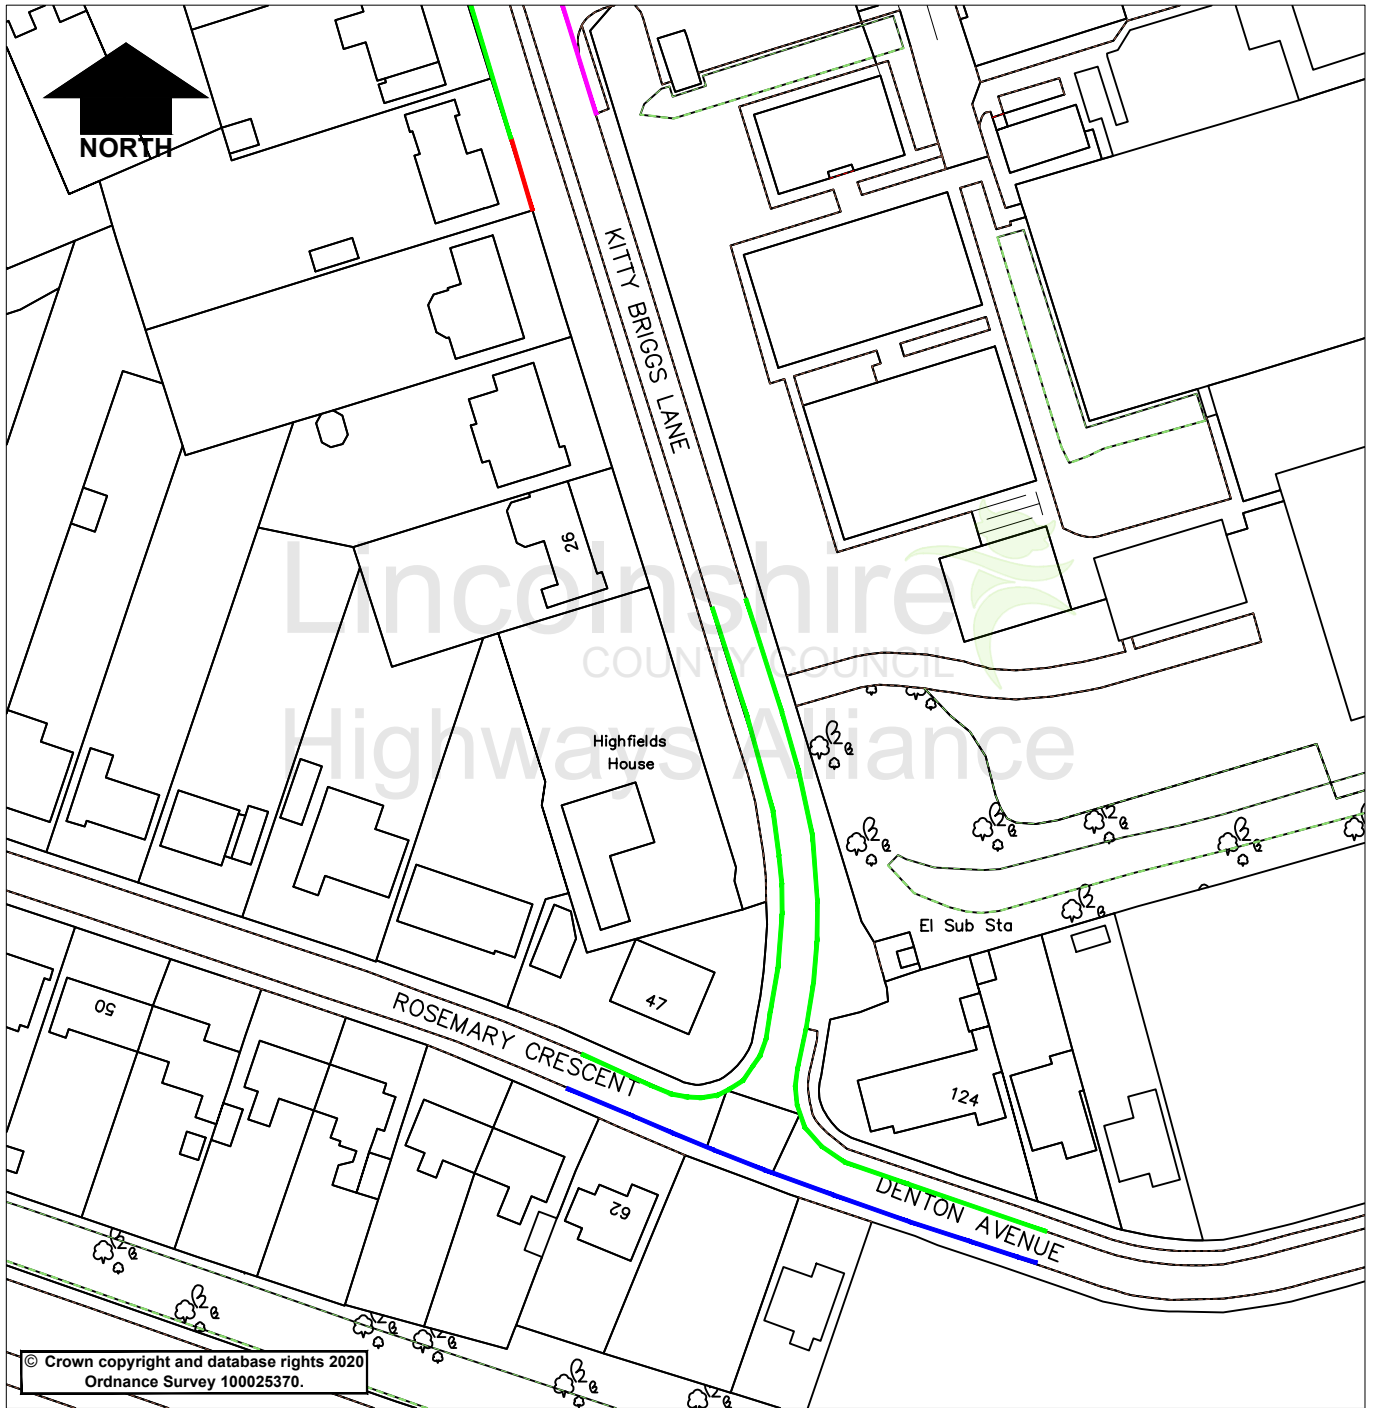 NORTH
KITTY BRIGGS LANE
26
Lincolnshire
COUNTY COUNCIL
Highways Alliance
Highfields
House
El Sub Sta
47
50
ROSEMARY CRESCENT
124
62
DENTON AVENUE
© Crown copyright and database rights 2020
Ordnance Survey 100025370.